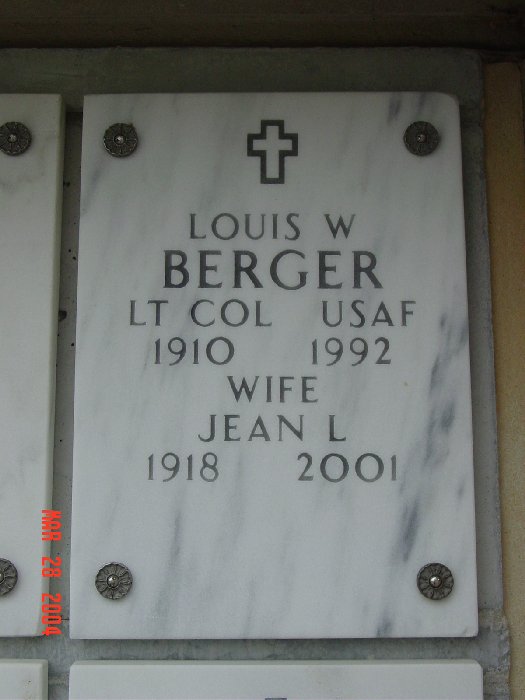 LOUIS W
BERGER
LT COL USAF
1910 1992
WIFE
JEAN L
1918 2001
MAR 28 2004